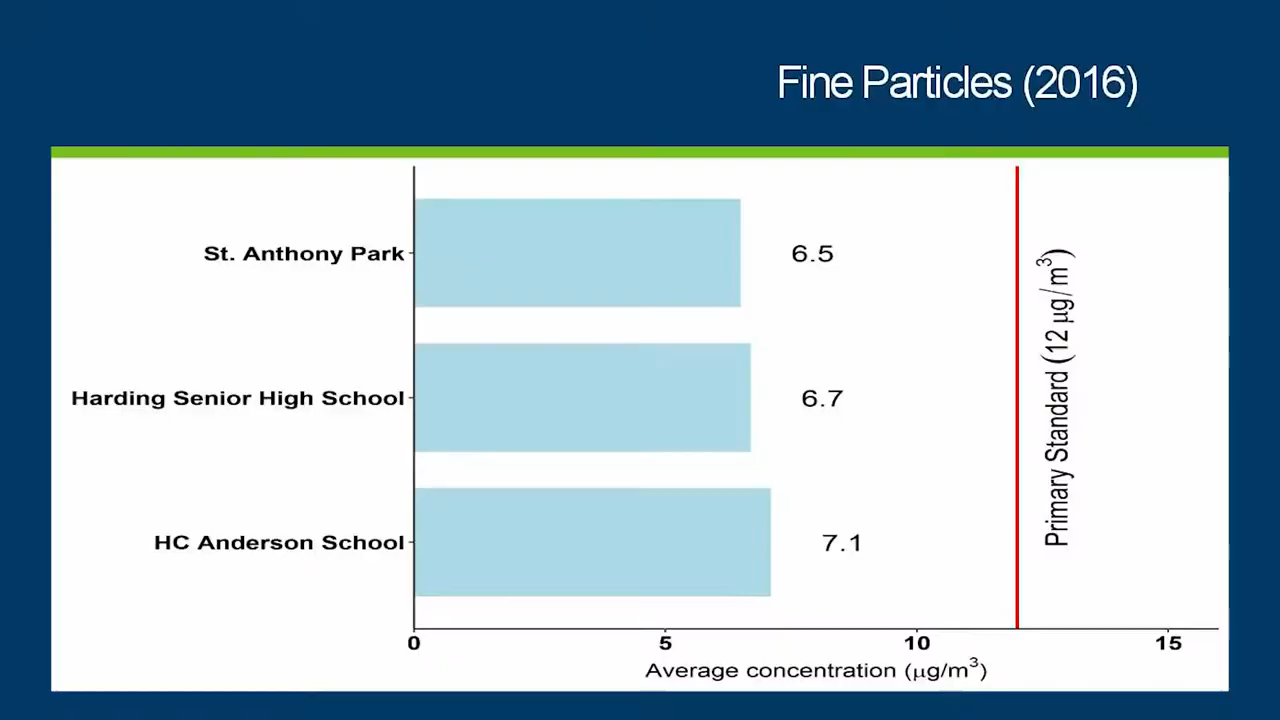 Fine Particles (2016)
St. Anthony Park
6.5
Harding Senior High School
6.7
HC Anderson School
7.1
Primary Standard (12 µg/m³)
0 5 10 15
Average concentration (µg/m³)